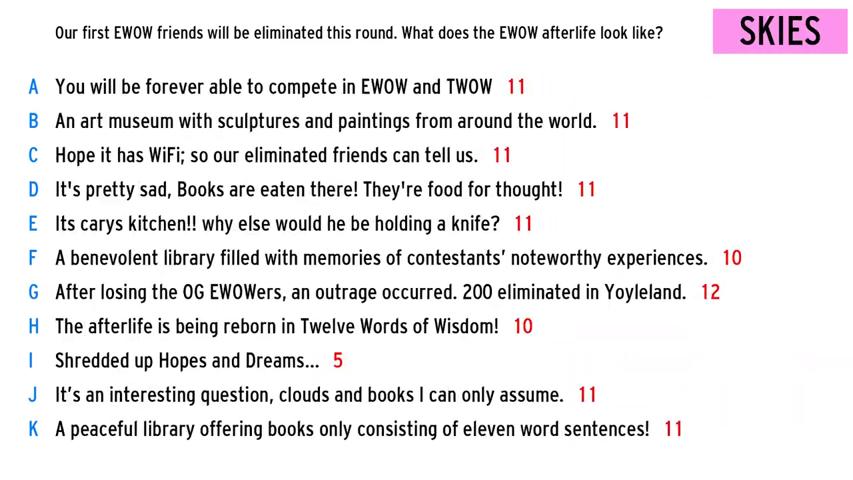 Our first EWOW friends will be eliminated this round. What does the EWOW afterlife look like?
SKIES
A You will be forever able to compete in EWOW and TWOW 11
B An art museum with sculptures and paintings from around the world. 11
C Hope it has WiFi; so our eliminated friends can tell us. 11
D It's pretty sad, Books are eaten there! They're food for thought! 11
E Its carys kitchen!! why else would he be holding a knife? 11
F A benevolent library filled with memories of contestants’ noteworthy experiences. 10
G After losing the OG EWOWers, an outrage occurred. 200 eliminated in Yoyleland. 12
H The afterlife is being reborn in Twelve Words of Wisdom! 10
I Shredded up Hopes and Dreams... 5
J It’s an interesting question, clouds and books I can only assume. 11
K A peaceful library offering books only consisting of eleven word sentences! 11